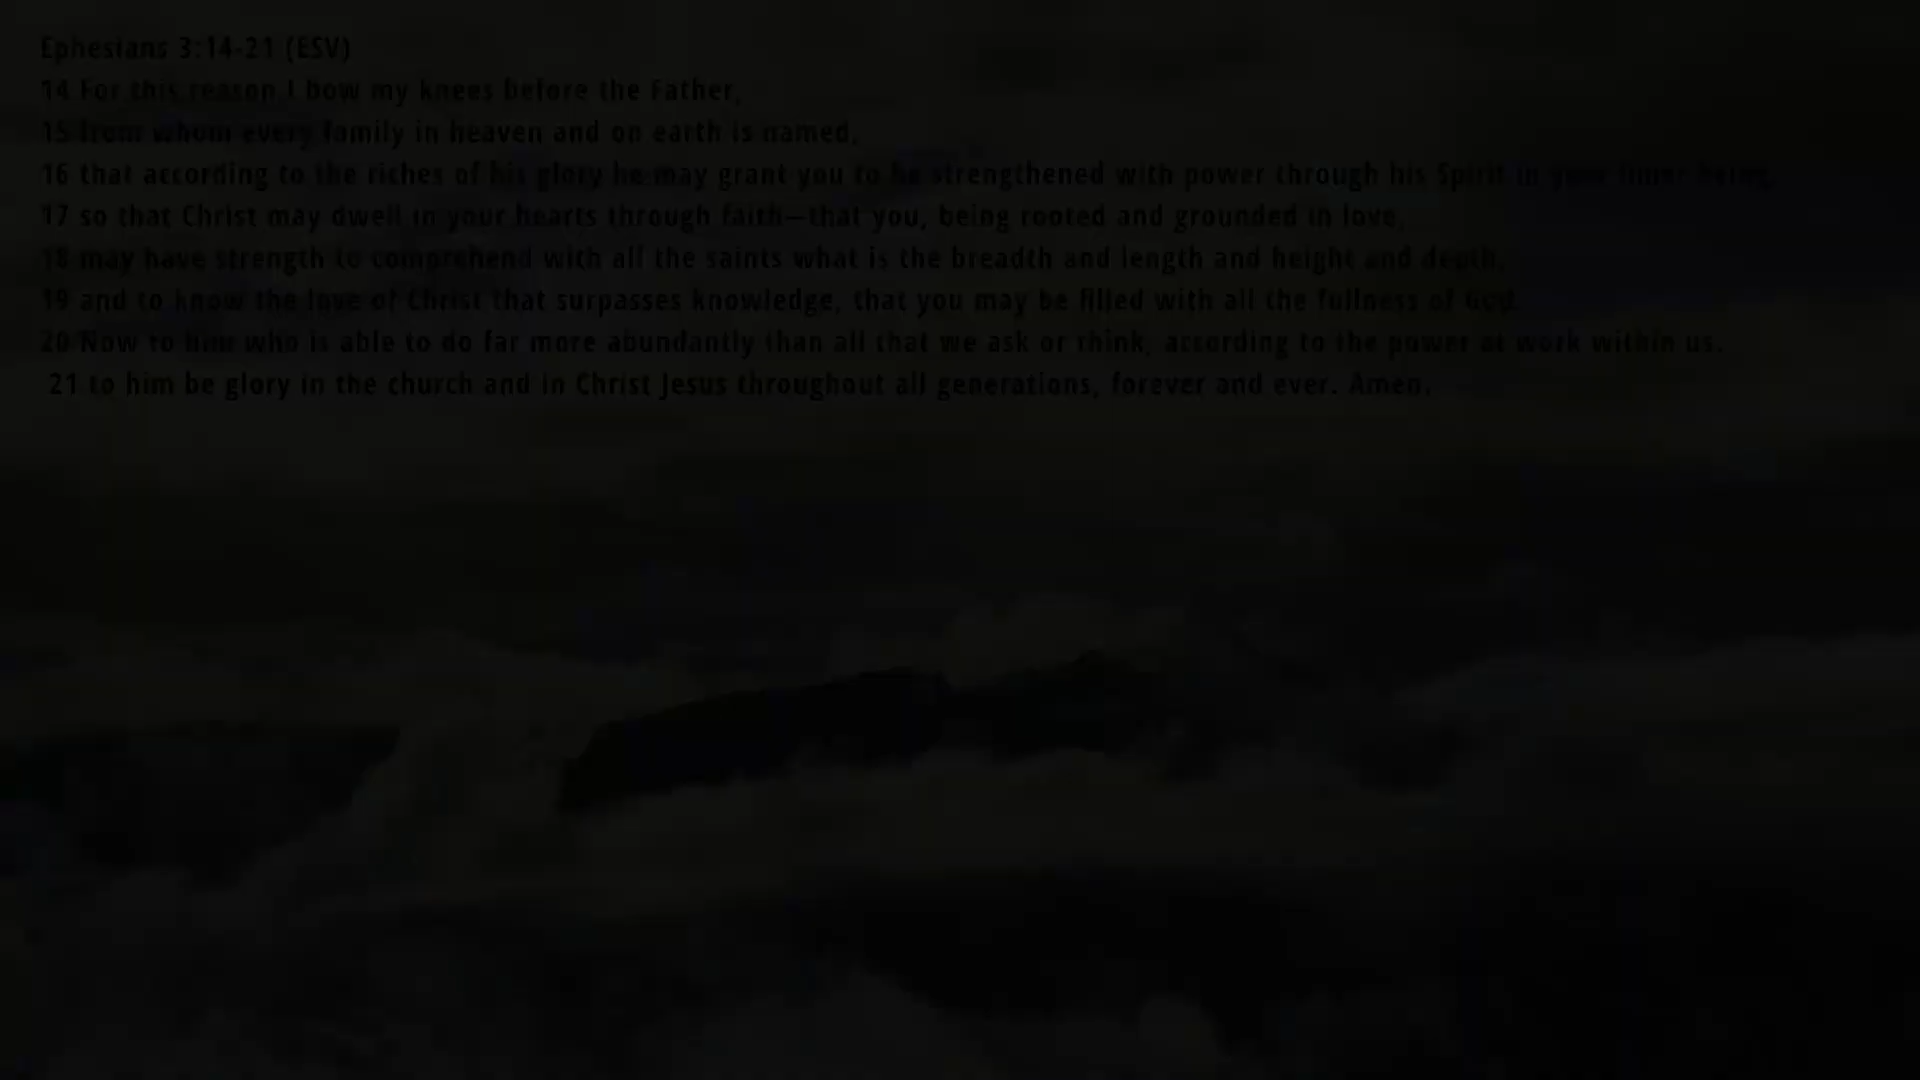 Ephesians 3:14-21 (ESV)
14 For this reason I bow my knees before the Father,
15 from whom every family in heaven and on earth is named,
16 that according to the riches of his glory he may grant you to be strengthened with power through his Spirit in your inner being,
17 so that Christ may dwell in your hearts through faith—that you, being rooted and grounded in love,
18 may have strength to comprehend with all the saints what is the breadth and length and height and depth,
19 and to know the love of Christ that surpasses knowledge, that you may be filled with all the fullness of God.
20 Now to him who is able to do far more abundantly than all that we ask or think, according to the power at work within us,
21 to him be glory in the church and in Christ Jesus throughout all generations, forever and ever. Amen.